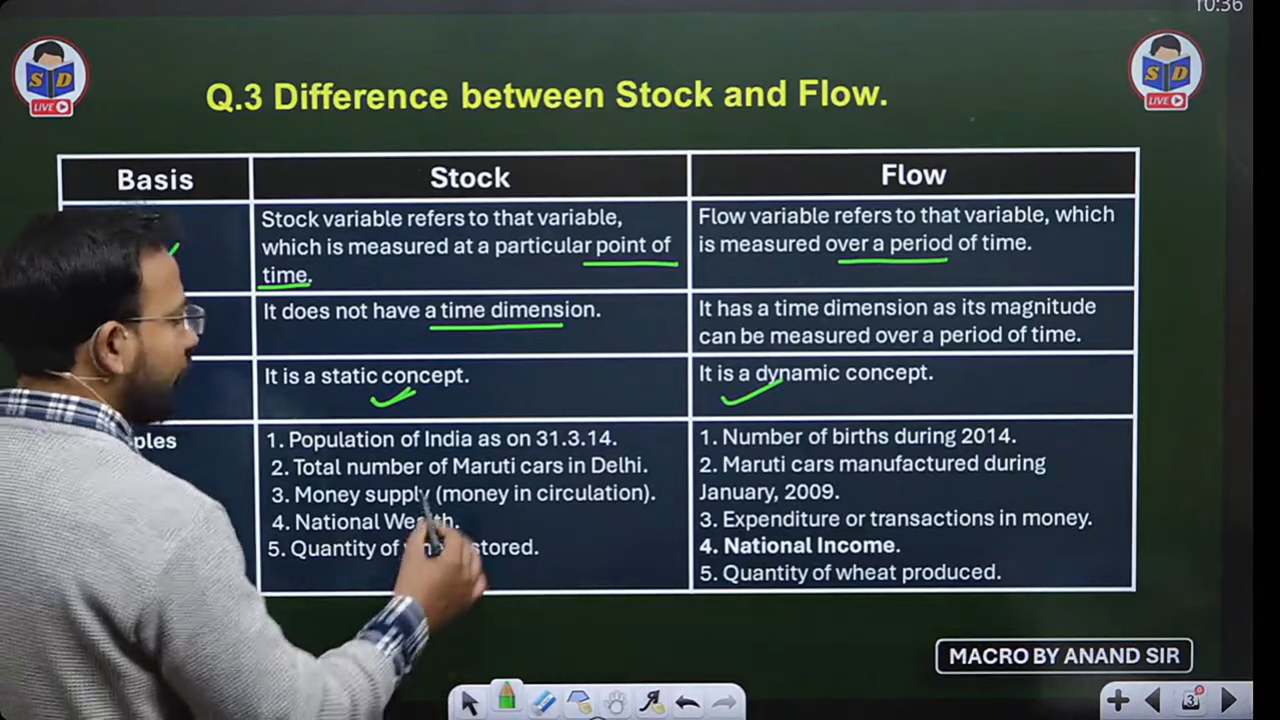 10:36
S D
LIVE
S D
LIVE
Q.3 Difference between Stock and Flow.
Basis
Stock
Flow
Stock variable refers to that variable,
which is measured at a particular point of
time.
Flow variable refers to that variable, which
is measured over a period of time.
It does not have a time dimension.
It has a time dimension as its magnitude
can be measured over a period of time.
It is a static concept.
It is a dynamic concept.
ples
1. Population of India as on 31.3.14.
2. Total number of Maruti cars in Delhi.
3. Money supply (money in circulation).
4. National Wealth.
5. Quantity of stored.
1. Number of births during 2014.
2. Maruti cars manufactured during
January, 2009.
3. Expenditure or transactions in money.
4. National Income.
5. Quantity of wheat produced.
MACRO BY ANAND SIR
3